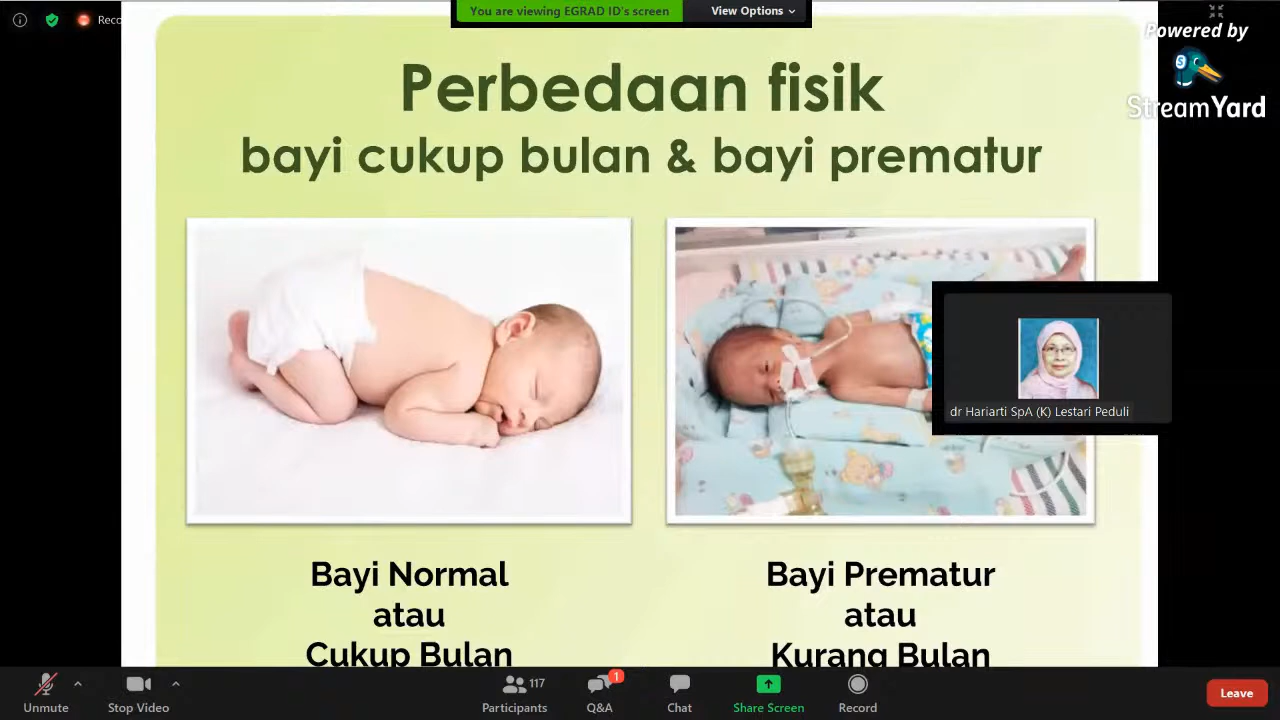 You are viewing EGRAD ID's screen
View Options
Reco
Powered by
StreamYard
Perbedaan fisik
bayi cukup bulan & bayi prematur
dr Hariarti SpA (K) Lestari Peduli
Bayi Normal
atau
Cukup Bulan
Bayi Prematur
atau
Kurang Bulan
Unmute
Stop Video
117
Participants
1
Q&A
Chat
Share Screen
Record
Leave